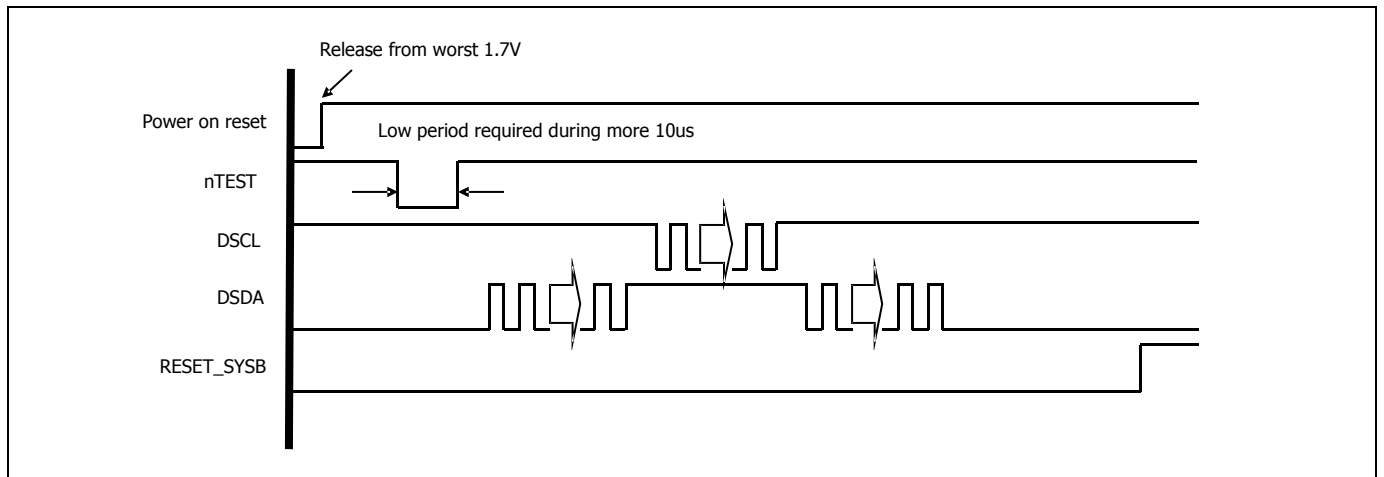 Release from worst 1.7V
Power on reset
Low period required during more 10us
nTEST
DSCL
DSDA
RESET_SYSB